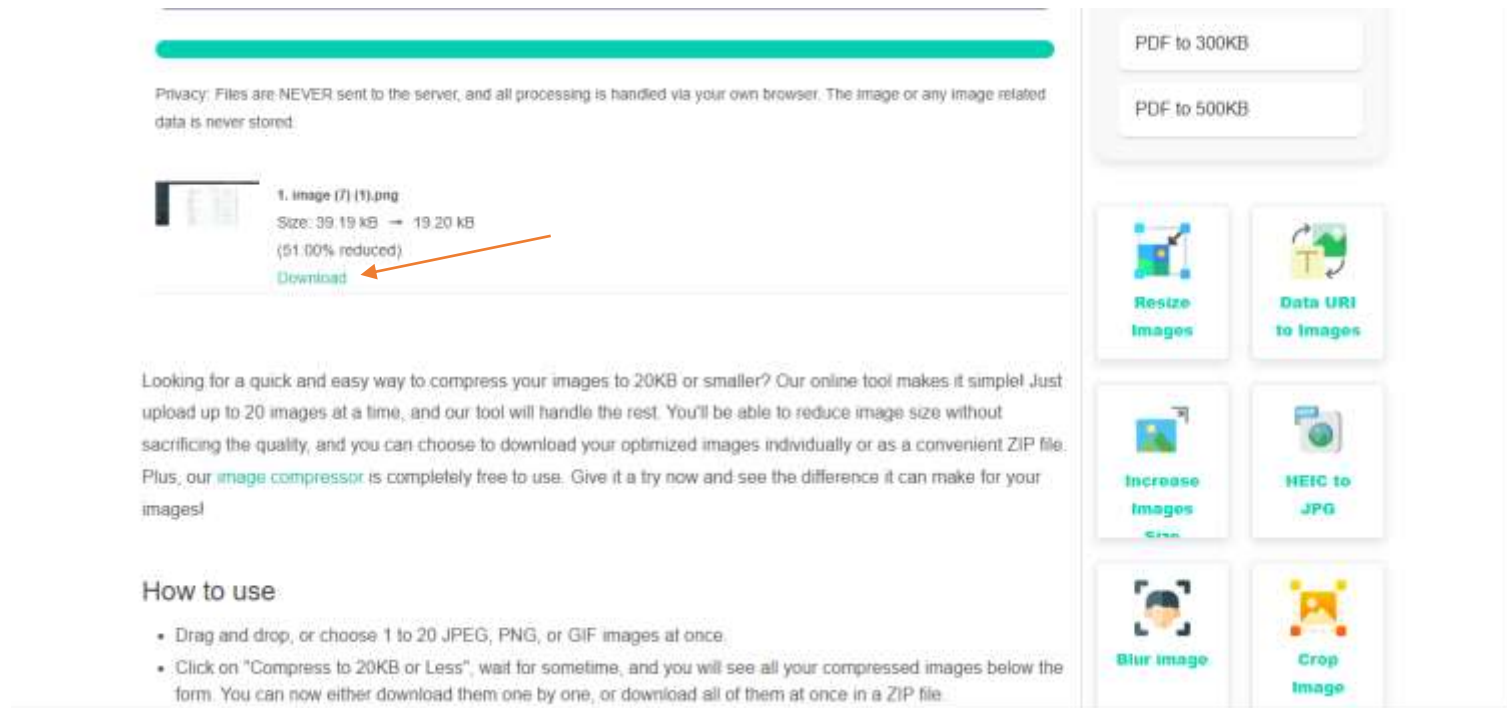 Privacy: Files are NEVER sent to the server, and all processing is handled via your own browser. The image or any image related
data is never stored.
1. image (7) (1).png
Size: 39.19 kB → 19.20 kB
(51.00% reduced)
Download
Looking for a quick and easy way to compress your images to 20KB or smaller? Our online tool makes it simple! Just
upload up to 20 images at a time, and our tool will handle the rest. You'll be able to reduce image size without
sacrificing the quality, and you can choose to download your optimized images individually or as a convenient ZIP file.
Plus, our image compressor is completely free to use. Give it a try now and see the difference it can make for your
images!
How to use
• Drag and drop, or choose 1 to 20 JPEG, PNG, or GIF images at once.
• Click on "Compress to 20KB or Less", wait for sometime, and you will see all your compressed images below the
form. You can now either download them one by one, or download all of them at once in a ZIP file.
PDF to 300KB
PDF to 500KB
Resize
Images
Data URI
to Images
Increase
Images
Size
HEIC to
JPG
Blur image
Crop
Image